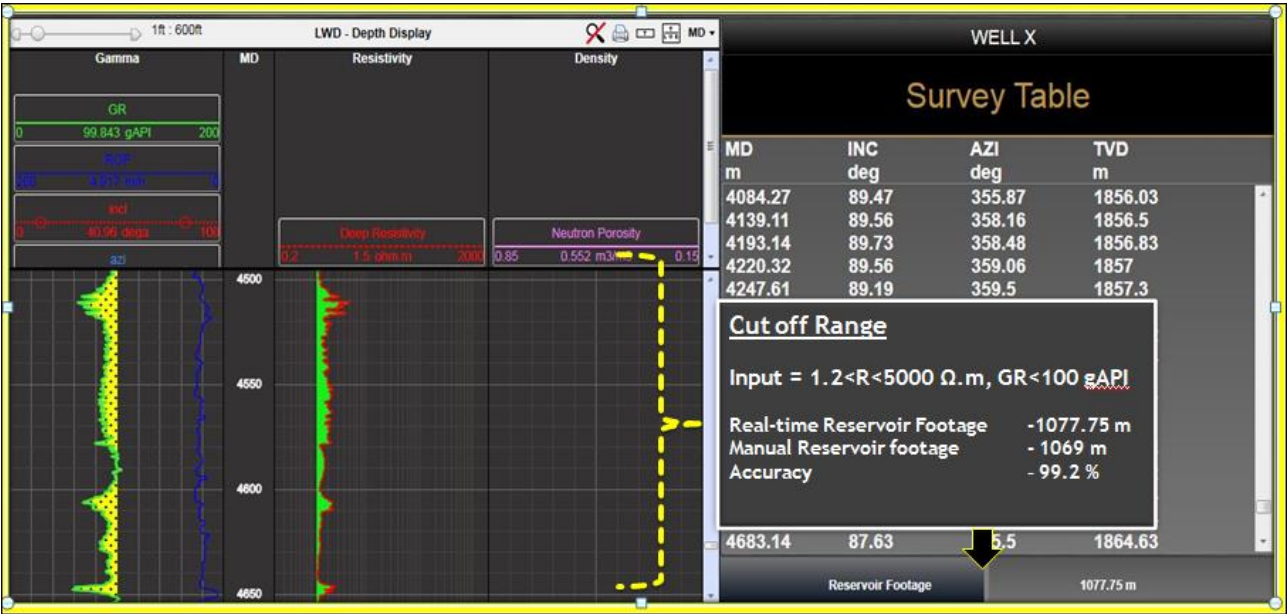 1ft : 600ft
LWD - Depth Display
MD
Gamma
MD
Resistivity
Density
GR
0 99.843 gAPI 200
ROP
200
0
incl
0 40.96 dega 100
azi
Deep Resistivity
0.2 1.5 ohm.m 2000
Neutron Porosity
0.85 0.552 m3/m3 0.15
4500
4550
4600
4650
WELL X
Survey Table
MD INC AZI TVD
m deg deg m
4084.27 89.47 355.87 1856.03
4139.11 89.56 358.16 1856.5
4193.14 89.73 358.48 1856.83
4220.32 89.56 359.06 1857
4247.61 89.19 359.5 1857.3
Cut off Range
Input = 1.2<R<5000 Ω.m, GR<100 gAPI
Real-time Reservoir Footage -1077.75 m
Manual Reservoir footage - 1069 m
Accuracy - 99.2 %
4683.14 87.63 5.5 1864.63
Reservoir Footage 1077.75 m